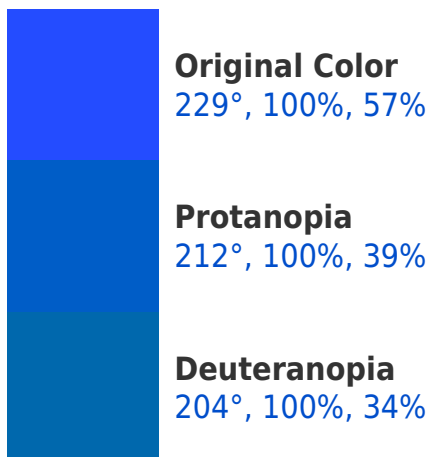 Original Color
229°, 100%, 57%
Protanopia
212°, 100%, 39%
Deuteranopia
204°, 100%, 34%